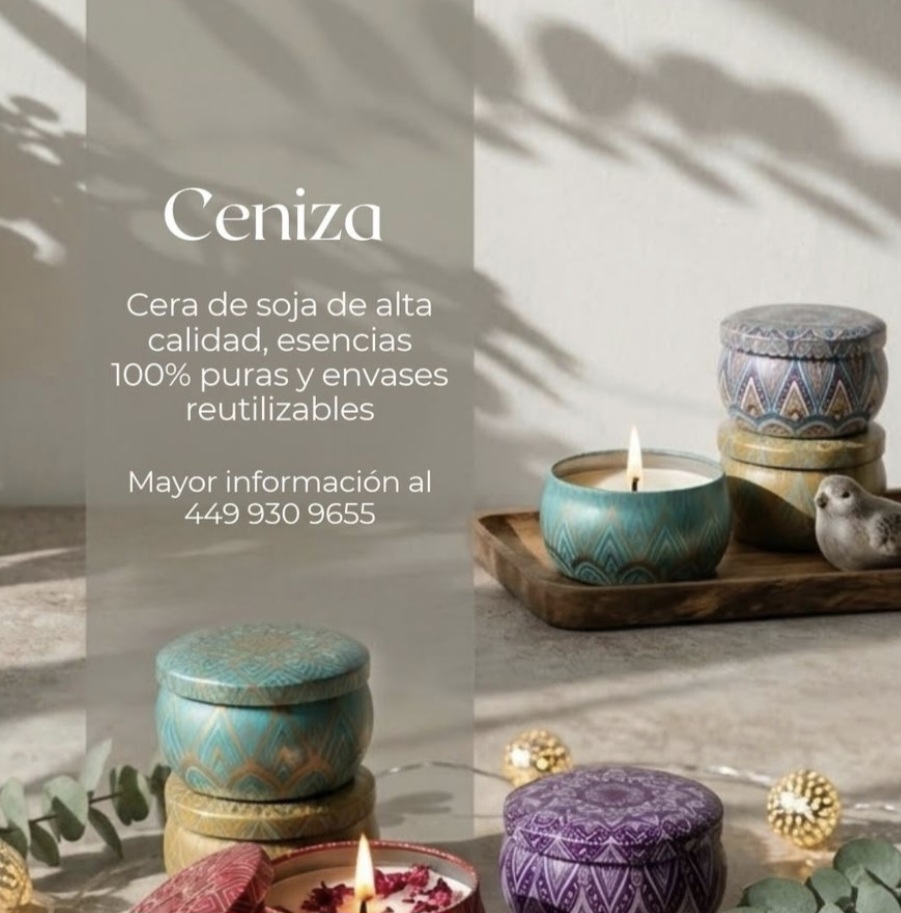 Ceniza
Cera de soja de alta
calidad, esencias
100% puras y envases
reutilizables
Mayor información al
449 930 9655